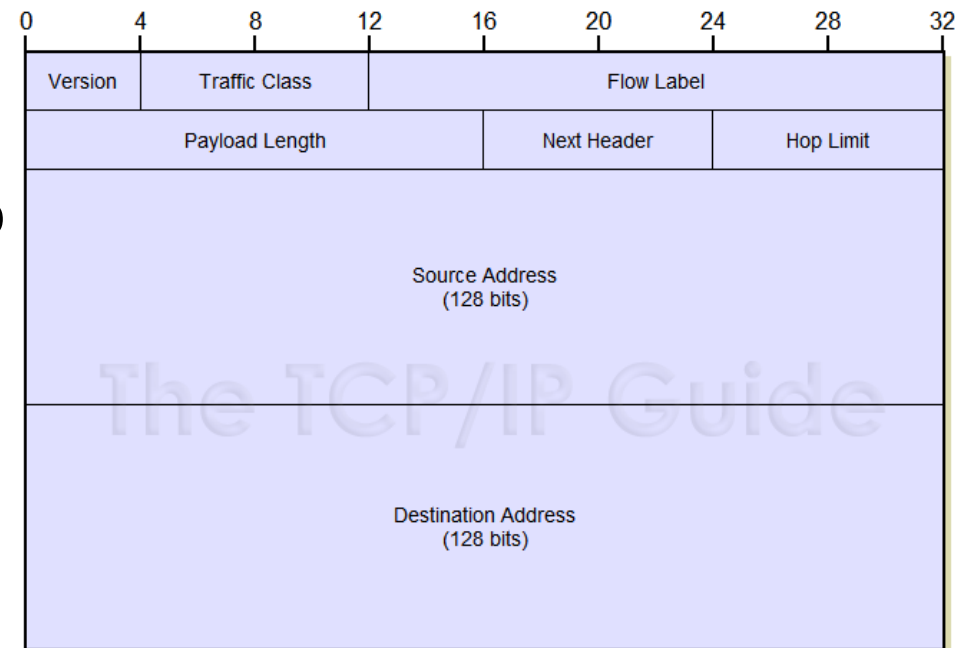 0 4 8 12 16 20 24 28 32
Version Traffic Class Flow Label
Payload Length Next Header Hop Limit
)
Source Address
(128 bits)
The TCP/IP Guide
Destination Address
(128 bits)